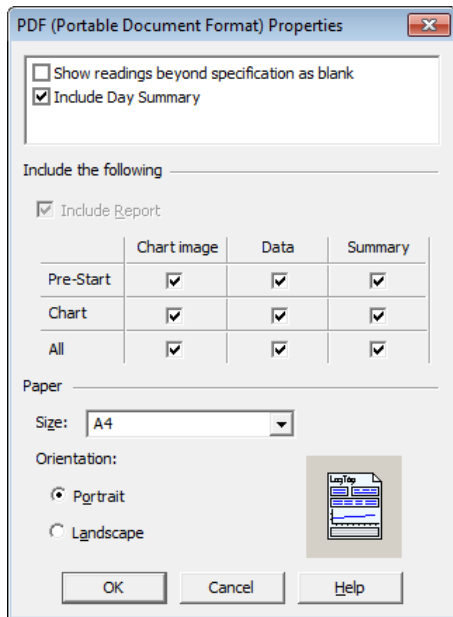 PDF (Portable Document Format) Properties
Show readings beyond specification as blank
Include Day Summary
Include the following
Include Report
Chart image Data Summary
Pre-Start
Chart
All
Paper
Size: A4
Orientation:
Portrait
Landscape
LogTag
OK Cancel Help